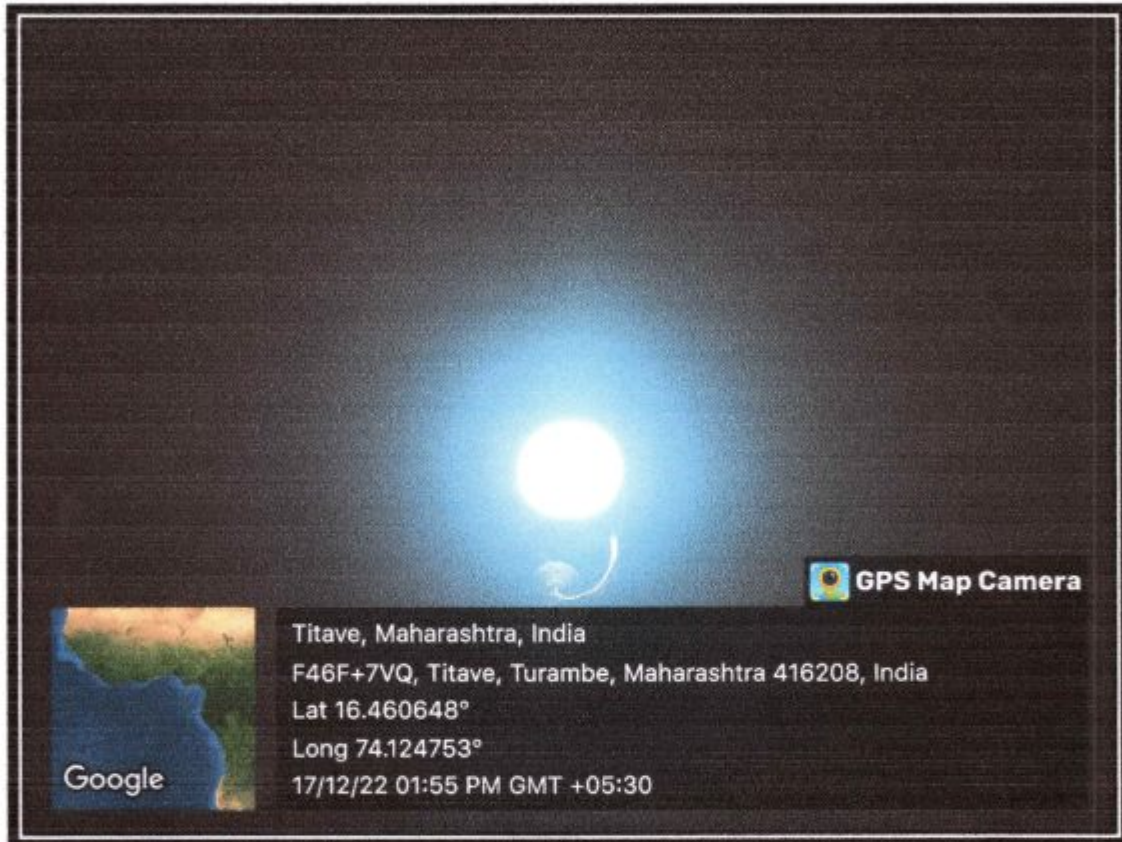 GPS Map Camera
Titave, Maharashtra, India
F46F+7VQ, Titave, Turambe, Maharashtra 416208, India
Lat 16.460648°
Long 74.124753°
17/12/22 01:55 PM GMT +05:30
Google